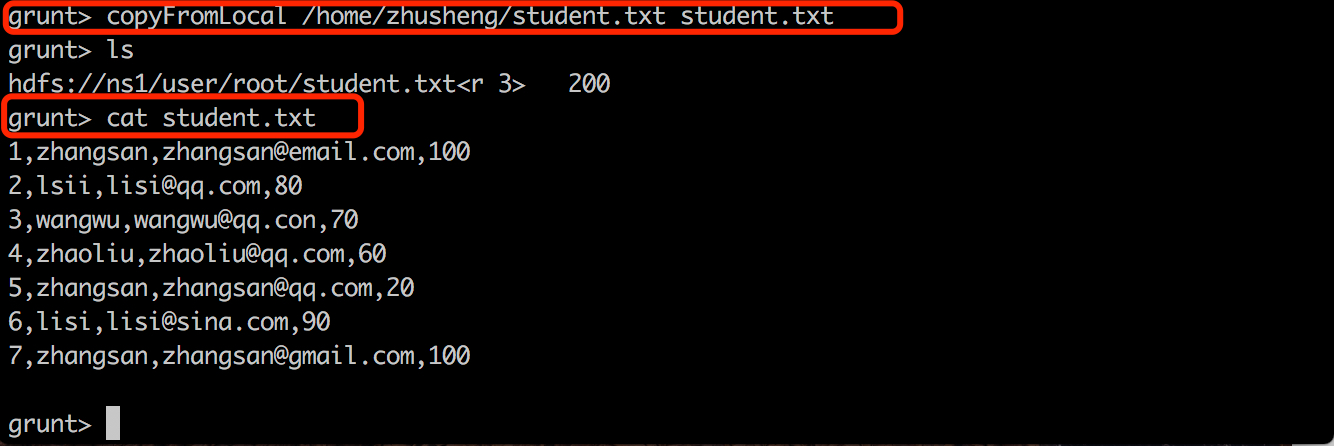 grunt> copyFromLocal /home/zhusheng/student.txt student.txt
grunt> ls
hdfs://ns1/user/root/student.txt<r 3>   200
grunt> cat student.txt
1,zhangsan,zhangsan@email.com,100
2,lsii,lisi@qq.com,80
3,wangwu,wangwu@qq.con,70
4,zhaoliu,zhaoliu@qq.com,60
5,zhangsan,zhangsan@qq.com,20
6,lisi,lisi@sina.com,90
7,zhangsan,zhangsan@gmail.com,100
grunt>